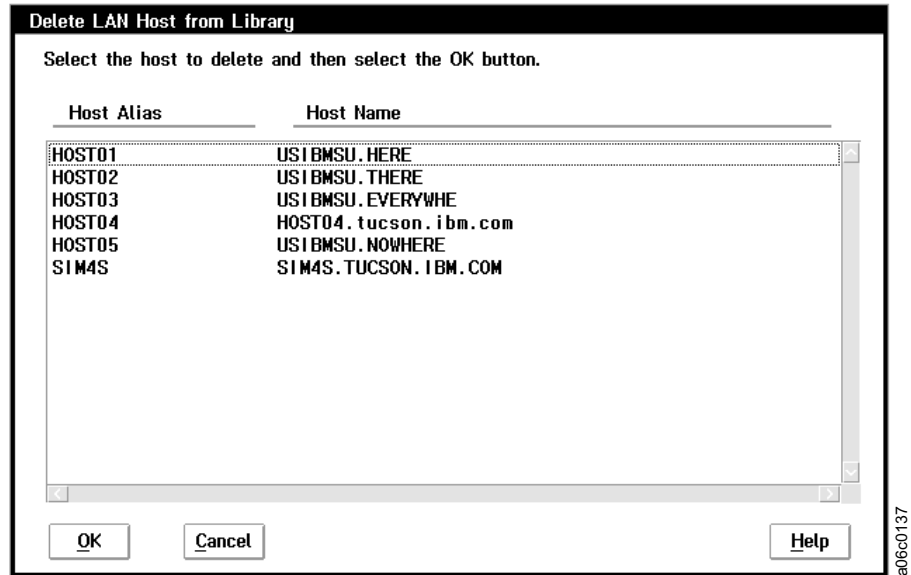 Delete LAN Host from Library
Select the host to delete and then select the OK button.
Host Alias Host Name
HOST01 USIBMSU.HERE
HOST02 USIBMSU.THERE
HOST03 USIBMSU.EVERYWHE
HOST04 HOST04.tucson.ibm.com
HOST05 USIBMSU.NOWHERE
SIM4S SIM4S.TUCSON.IBM.COM
OK Cancel Help
a06c0137